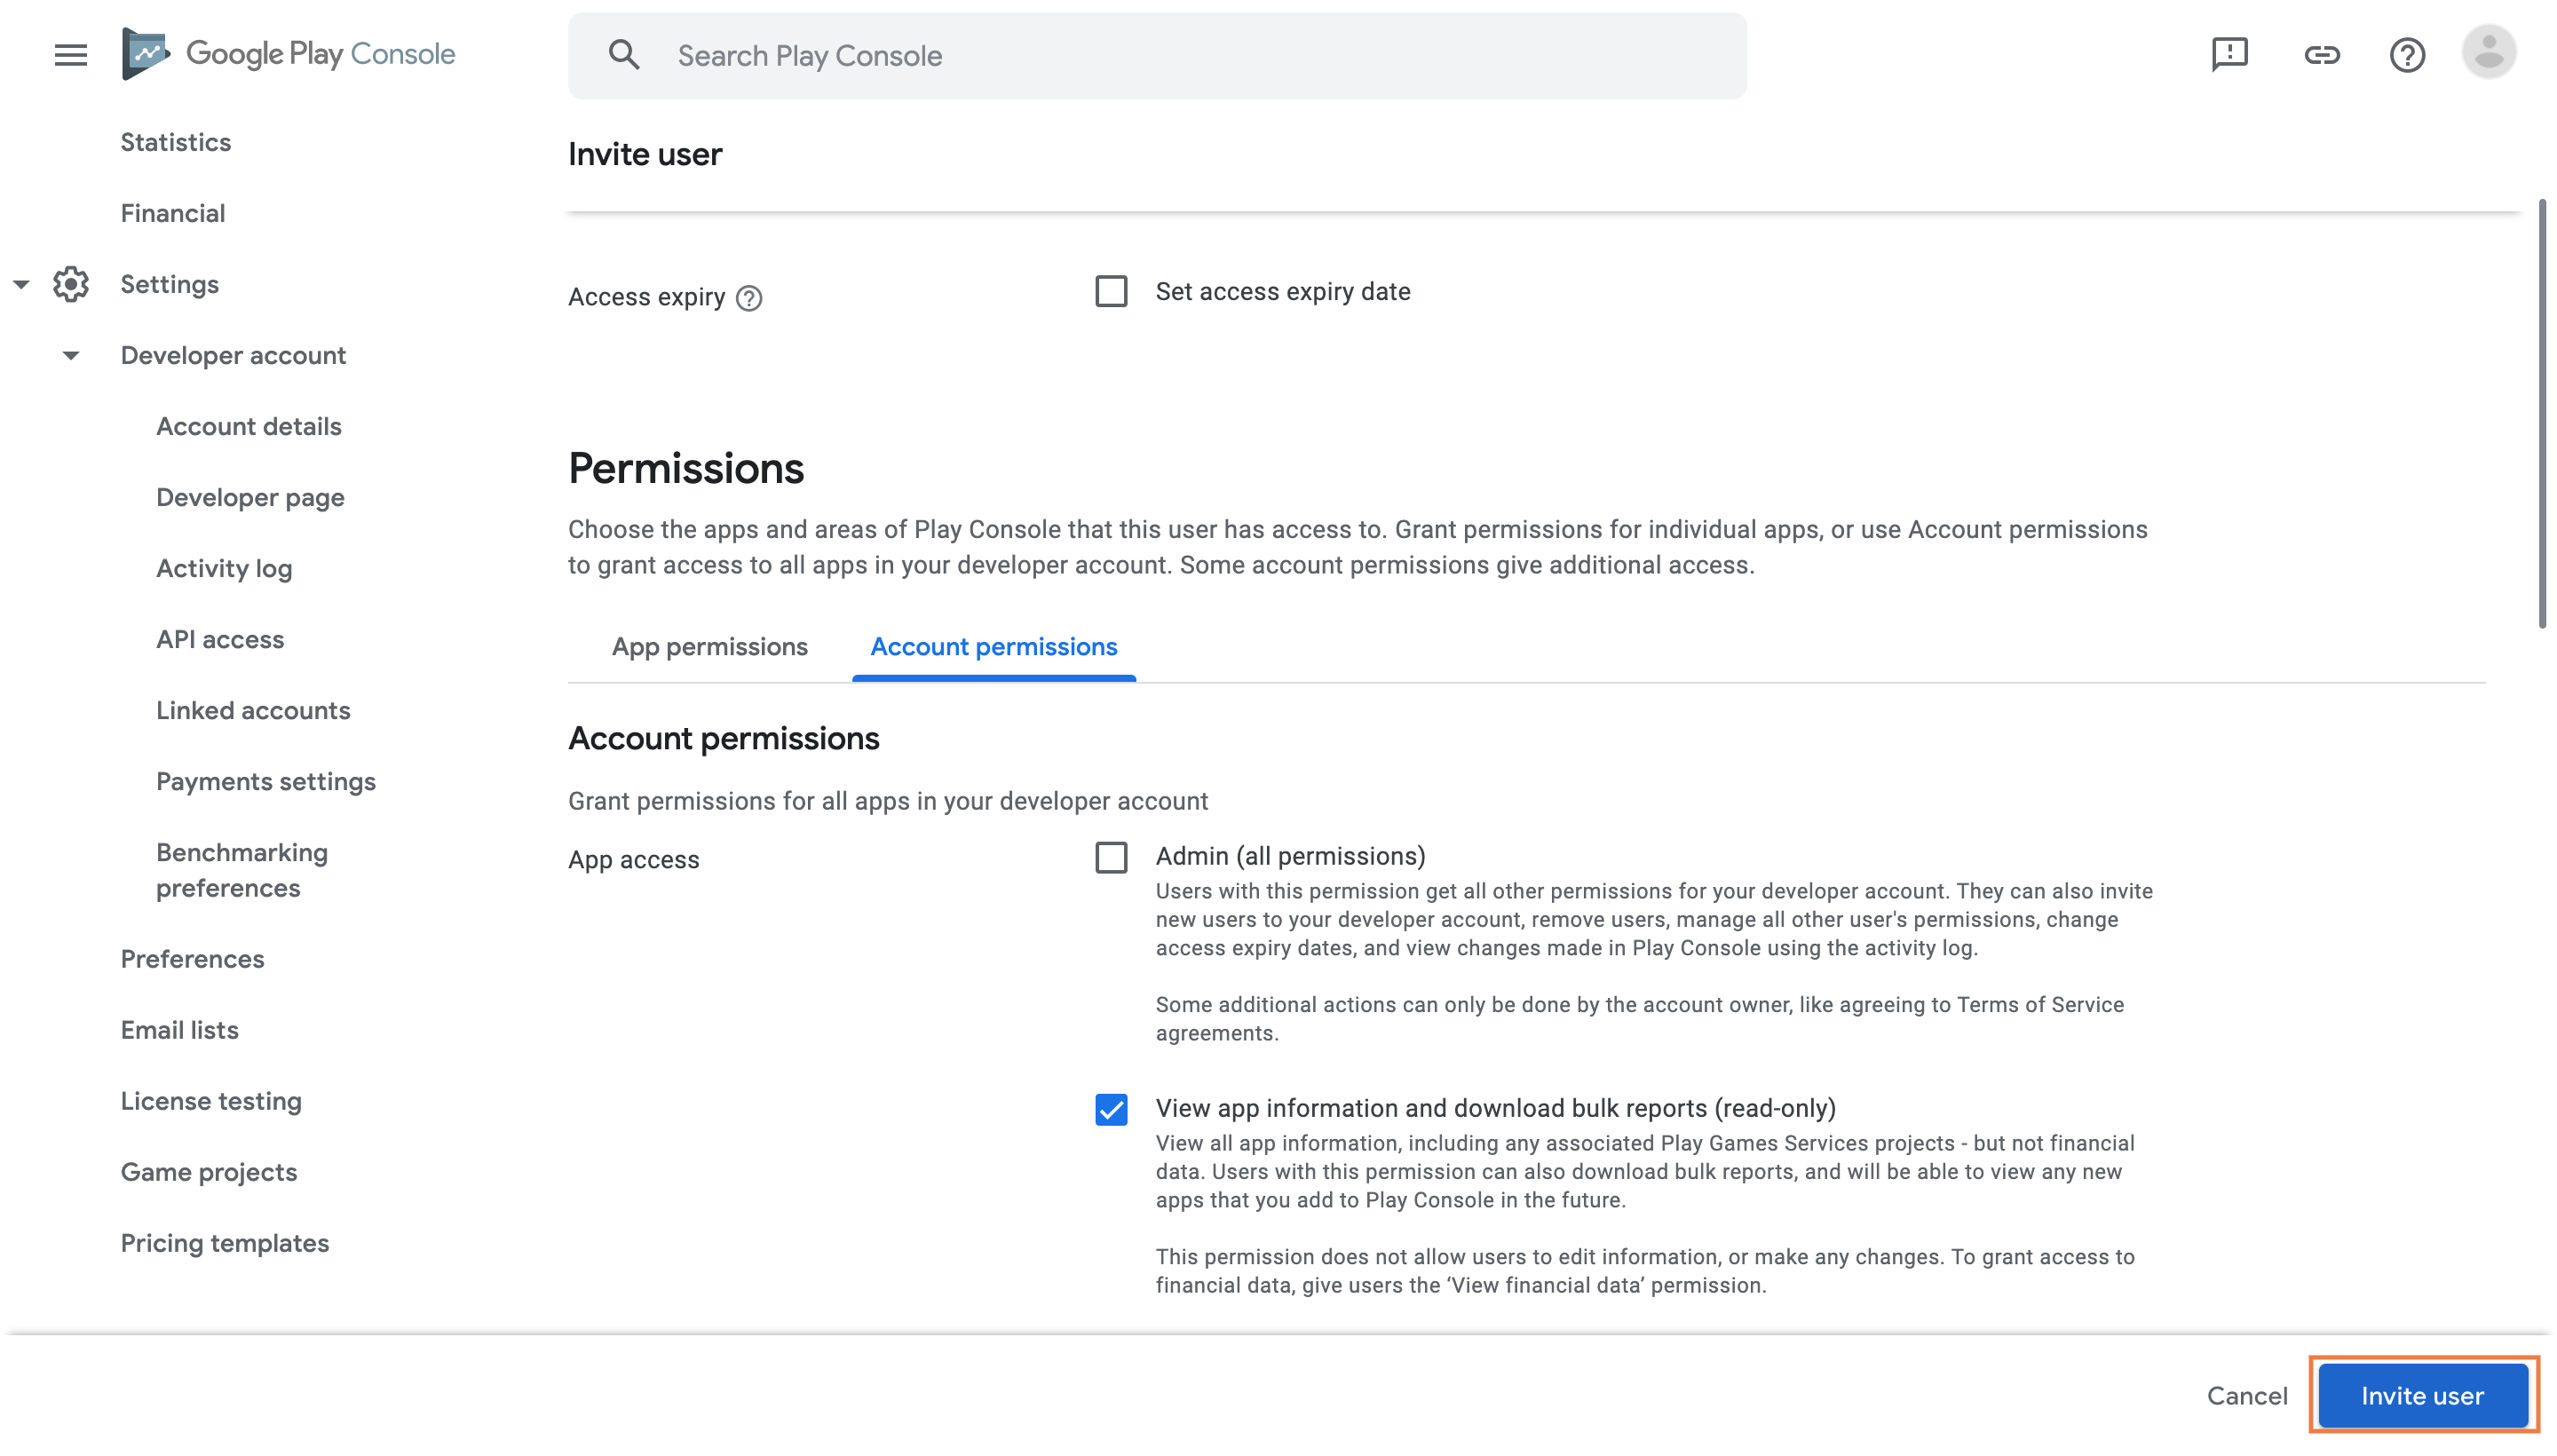 Google Play Console
Search Play Console
Statistics
Financial
Settings
Developer account
Account details
Developer page
Activity log
API access
Linked accounts
Payments settings
Benchmarking
preferences
Preferences
Email lists
License testing
Game projects
Pricing templates
Invite user
Access expiry
Set access expiry date
Permissions
Choose the apps and areas of Play Console that this user has access to. Grant permissions for individual apps, or use Account permissions
to grant access to all apps in your developer account. Some account permissions give additional access.
App permissions
Account permissions
Account permissions
Grant permissions for all apps in your developer account
App access
Admin (all permissions)
Users with this permission get all other permissions for your developer account. They can also invite
new users to your developer account, remove users, manage all other user's permissions, change
access expiry dates, and view changes made in Play Console using the activity log.
Some additional actions can only be done by the account owner, like agreeing to Terms of Service
agreements.
View app information and download bulk reports (read-only)
View all app information, including any associated Play Games Services projects - but not financial
data. Users with this permission can also download bulk reports, and will be able to view any new
apps that you add to Play Console in the future.
This permission does not allow users to edit information, or make any changes. To grant access to
financial data, give users the ‘View financial data’ permission.
Cancel
Invite user